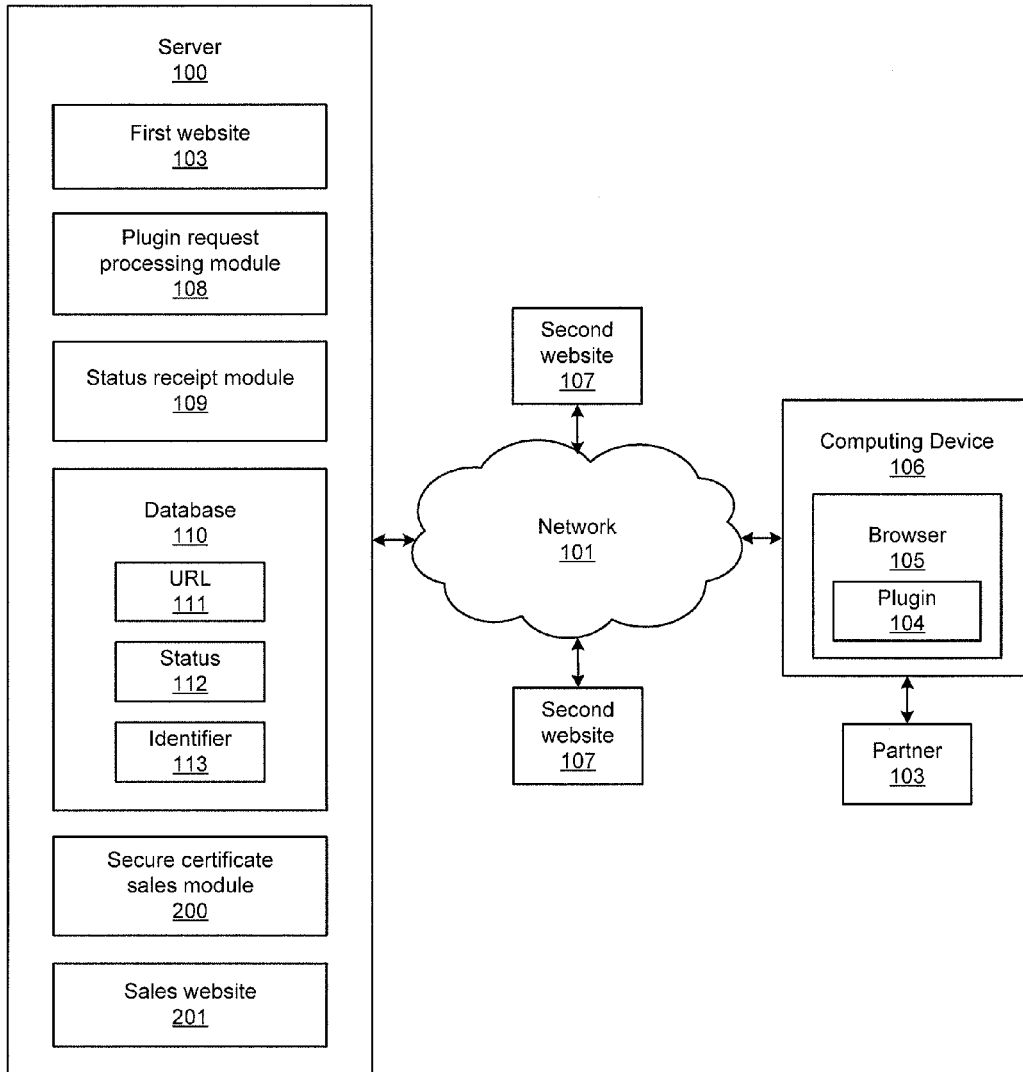 Server
100
First website
103
Plugin request
processing module
108
Status receipt module
109
Database
110
URL
111
Status
112
Identifier
113
Secure certificate
sales module
200
Sales website
201
Second
website
107
Network
101
Second
website
107
Computing Device
106
Browser
105
Plugin
104
Partner
103